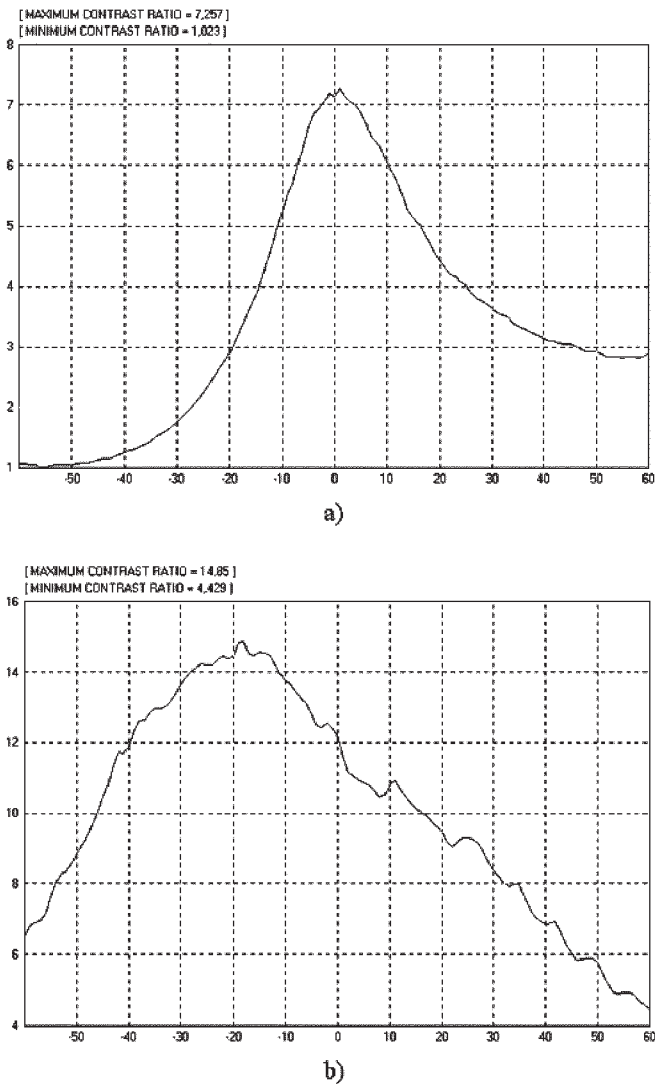 [ MAXIMUM CONTRAST RATIO = 7,257 ]
[ MINIMUM CONTRAST RATIO = 1,023 ]
8
7
6
5
4
3
2
1
-50 -40 -30 -20 -10 0 10 20 30 40 50 60
a)
[ MAXIMUM CONTRAST RATIO = 14,85 ]
[ MINIMUM CONTRAST RATIO = 4,429 ]
16
14
12
10
8
6
4
-50 -40 -30 -20 -10 0 10 20 30 40 50 60
b)